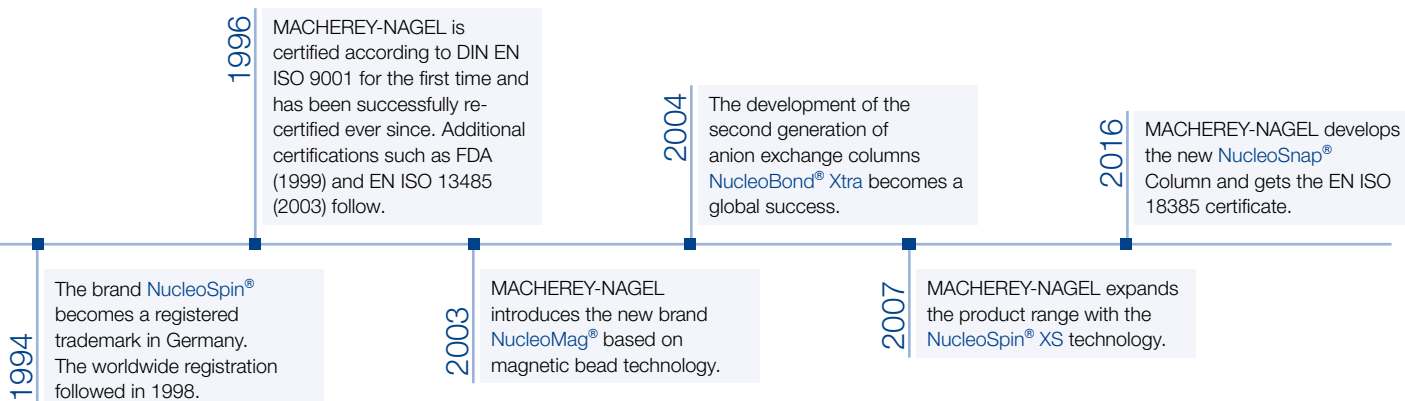 1994
The brand NucleoSpin®
becomes a registered
trademark in Germany.
The worldwide registration
followed in 1998.
1996
MACHEREY-NAGEL is
certified according to DIN EN
ISO 9001 for the first time and
has been successfully re-
certified ever since. Additional
certifications such as FDA
(1999) and EN ISO 13485
(2003) follow.
2003
MACHEREY-NAGEL
introduces the new brand
NucleoMag® based on
magnetic bead technology.
2004
The development of the
second generation of
anion exchange columns
NucleoBond® Xtra becomes a
global success.
2007
MACHEREY-NAGEL expands
the product range with the
NucleoSpin® XS technology.
2016
MACHEREY-NAGEL develops
the new NucleoSnap®
Column and gets the EN ISO
18385 certificate.